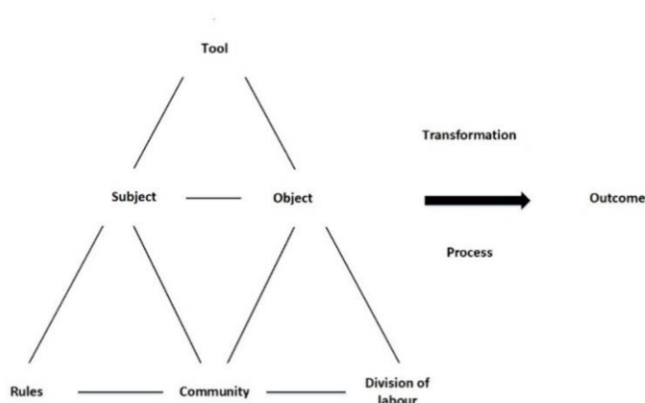 Tool
Transformation
Subject
Object
Outcome
Process
Rules
Community
Division of
labour